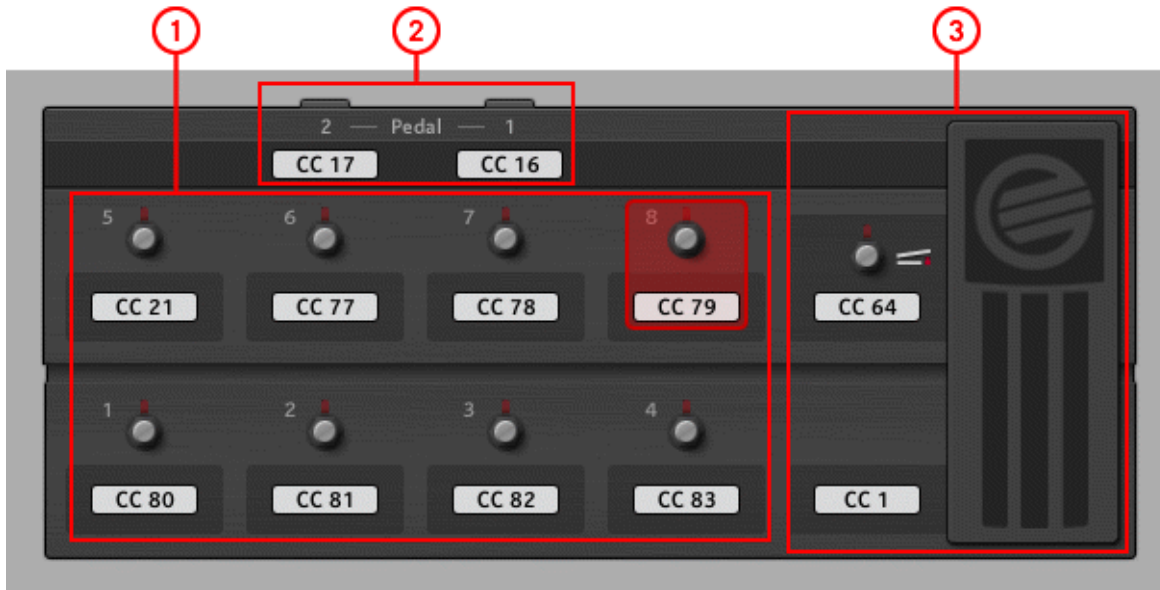 1 2 3
2 — Pedal — 1
CC 17 CC 16
5 6 7 8
CC 21 CC 77 CC 78 CC 79 CC 64
1 2 3 4
CC 80 CC 81 CC 82 CC 83 CC 1